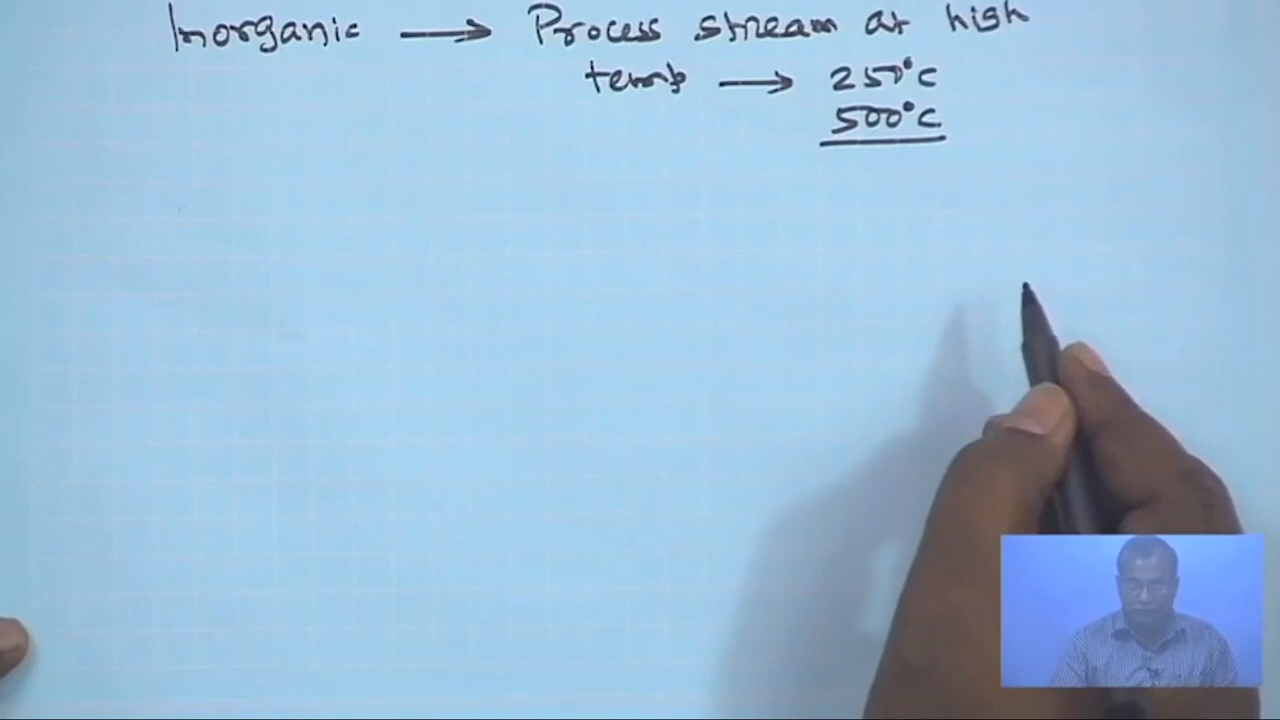 Inorganic → Process stream at high
temp → 250°C
500°C